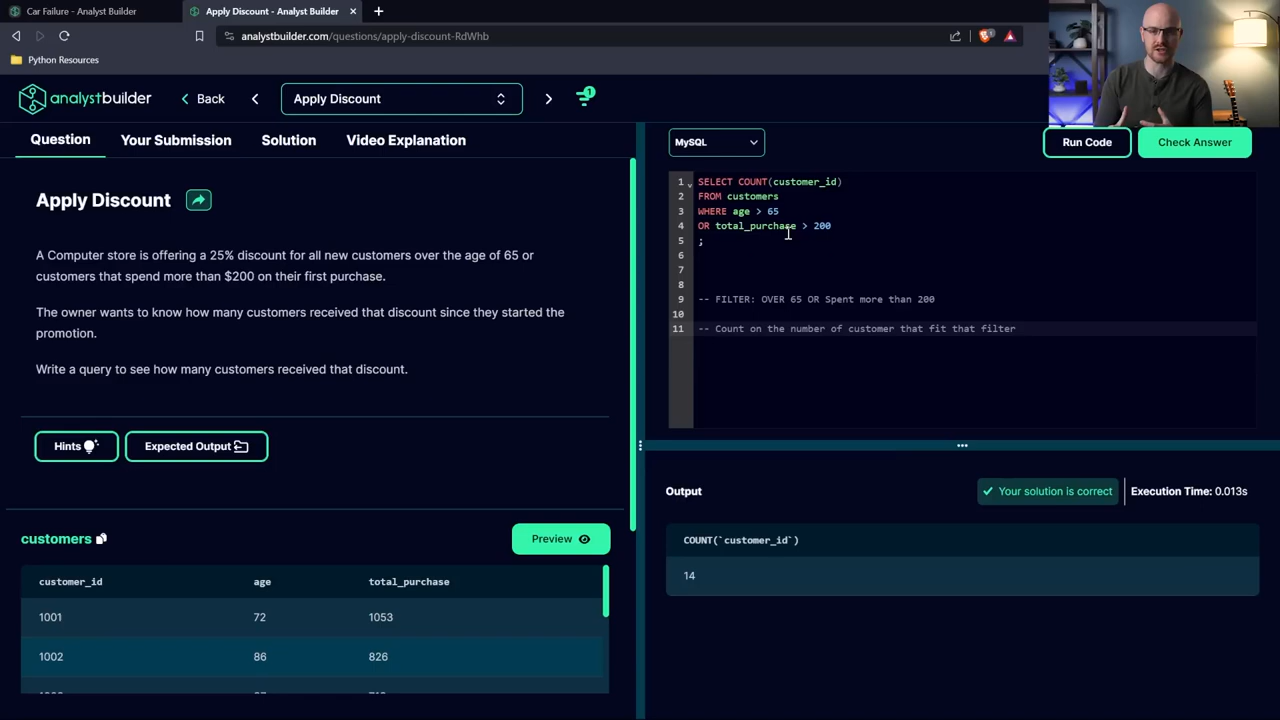 Car Failure - Analyst Builder
Apply Discount - Analyst Builder
analystbuilder.com/questions/apply-discount-RdWhb
Python Resources
analystbuilder
Back
Apply Discount
1
Question
Your Submission
Solution
Video Explanation
MySQL
Run Code
Check Answer
Apply Discount
A Computer store is offering a 25% discount for all new customers over the age of 65 or
customers that spend more than $200 on their first purchase.
The owner wants to know how many customers received that discount since they started the
promotion.
Write a query to see how many customers received that discount.
Hints
Expected Output
customers
Preview
customer_id age total_purchase
1001 72 1053
1002 86 826
1 SELECT COUNT(customer_id)
2 FROM customers
3 WHERE age > 65
4 OR total_purchase > 200
5 ;
6
7
8
9 -- FILTER: OVER 65 OR Spent more than 200
10
11 -- Count on the number of customer that fit that filter
Output
Your solution is correct
Execution Time: 0.013s
COUNT(`customer_id`)
14